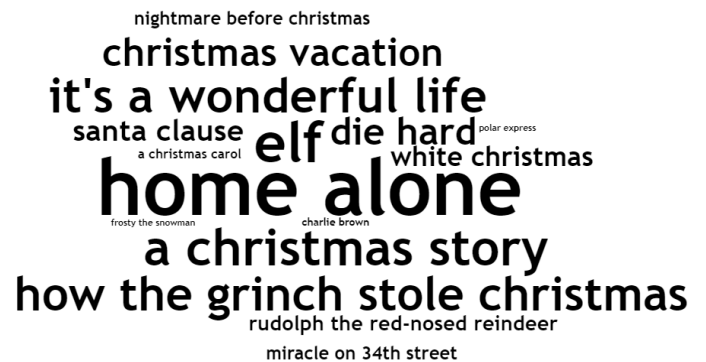 nightmare before christmas
christmas vacation
it's a wonderful life
santa clause
elf
die hard
polar express
a christmas carol
white christmas
home alone
frosty the snowman
charlie brown
a christmas story
how the grinch stole christmas
rudolph the red-nosed reindeer
miracle on 34th street